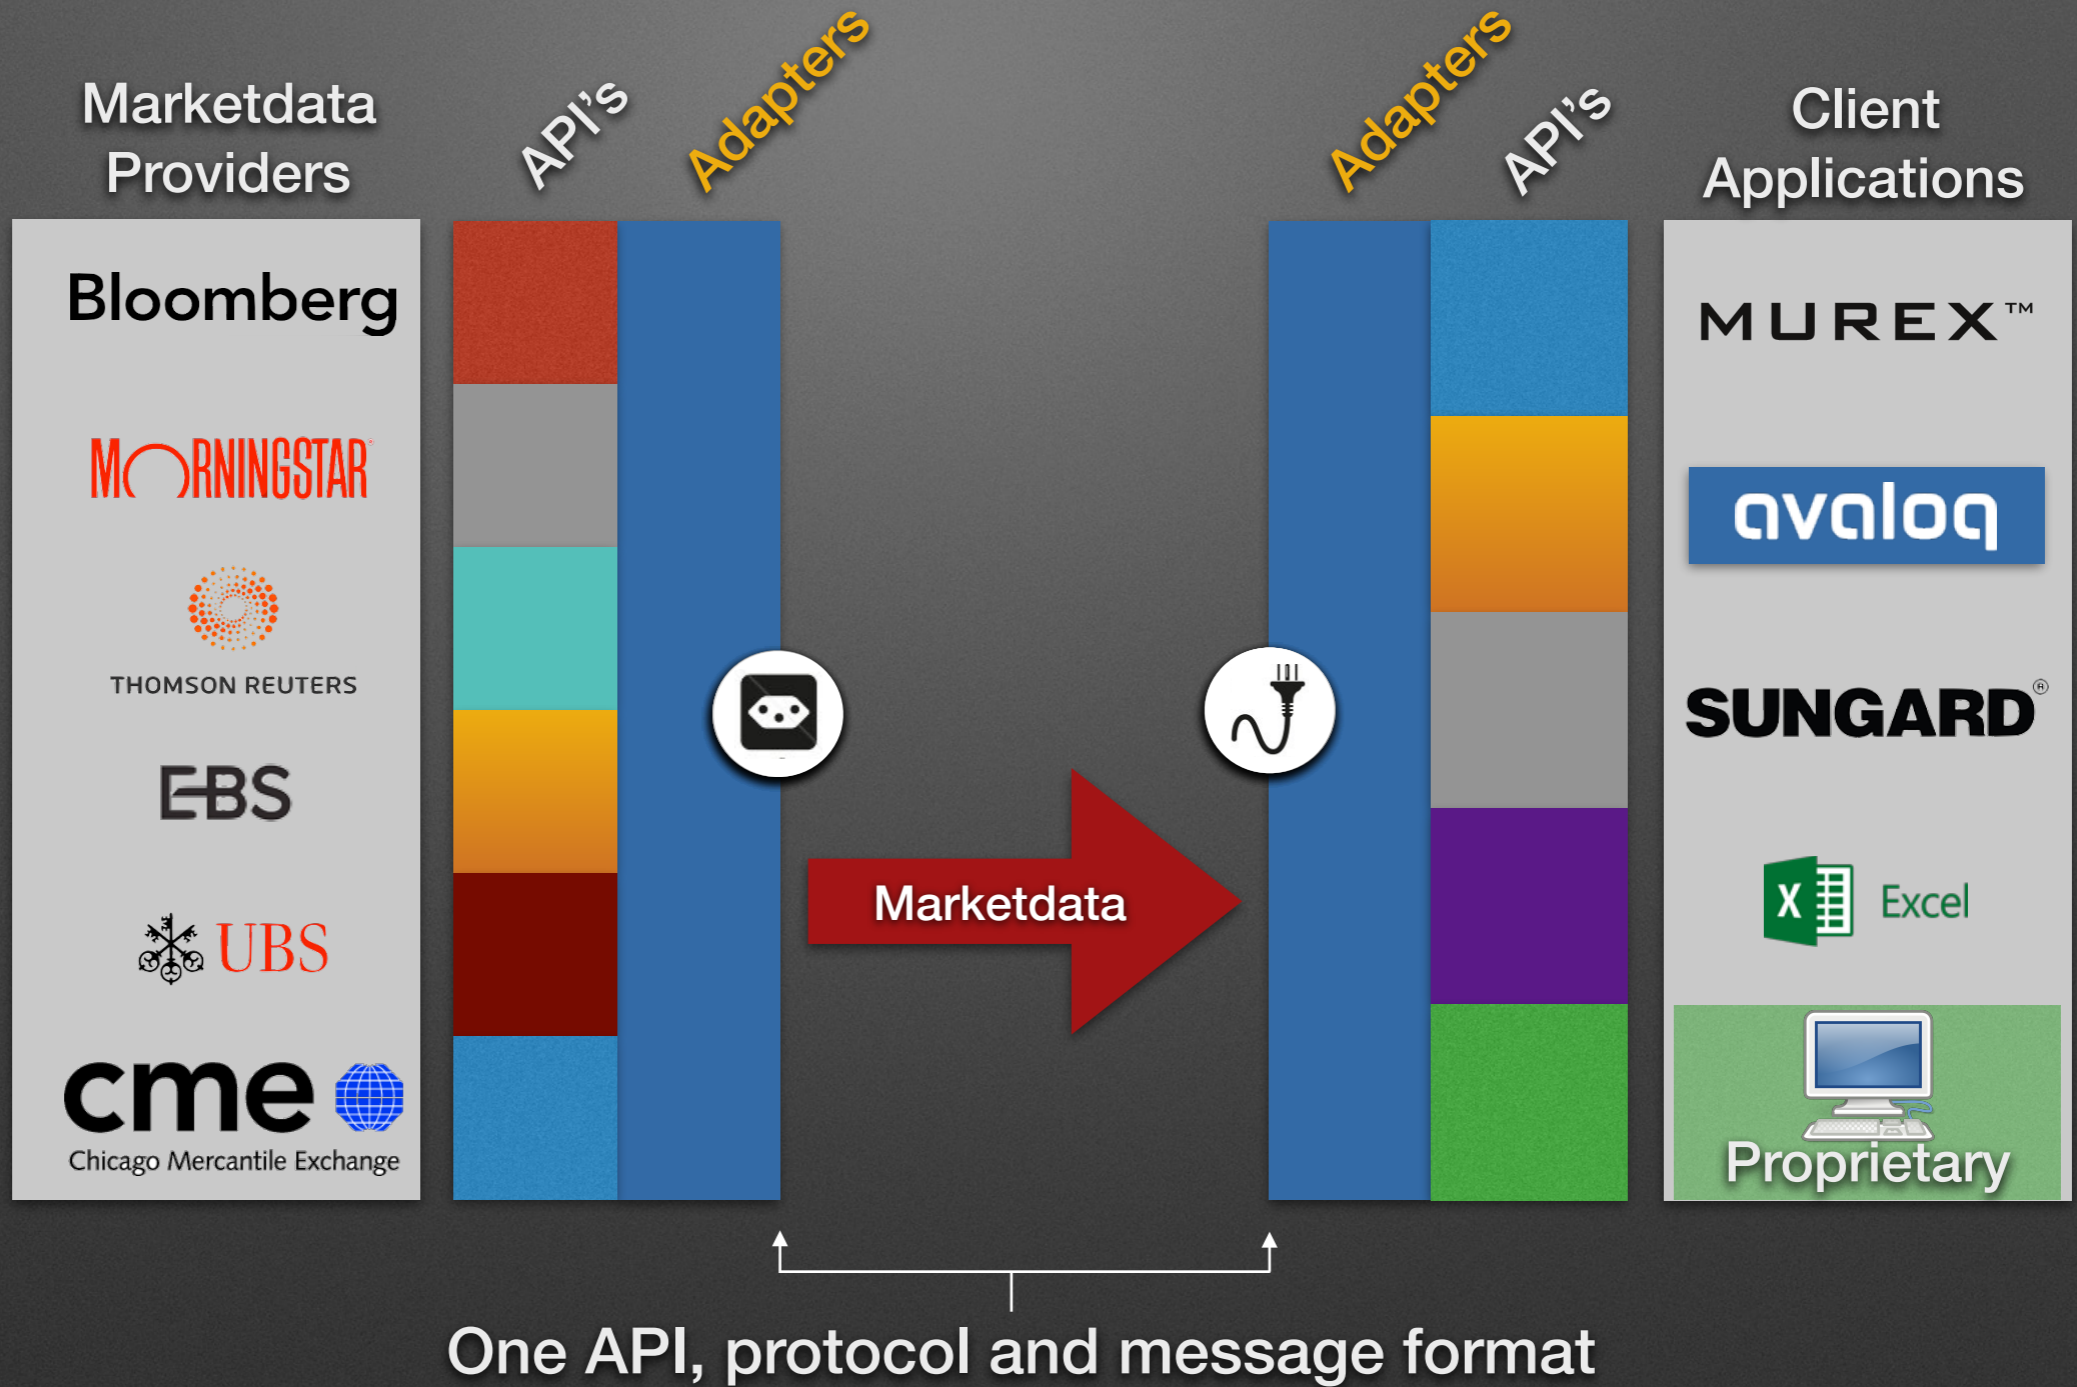 Marketdata
Providers
API's
Adapters
Adapters
API's
Client
Applications
Bloomberg
MORNINGSTAR®
THOMSON REUTERS
EBS
UBS
cme
Chicago Mercantile Exchange
Marketdata
MUREX™
avaloq
SUNGARD®
X Excel
Proprietary
One API, protocol and message format